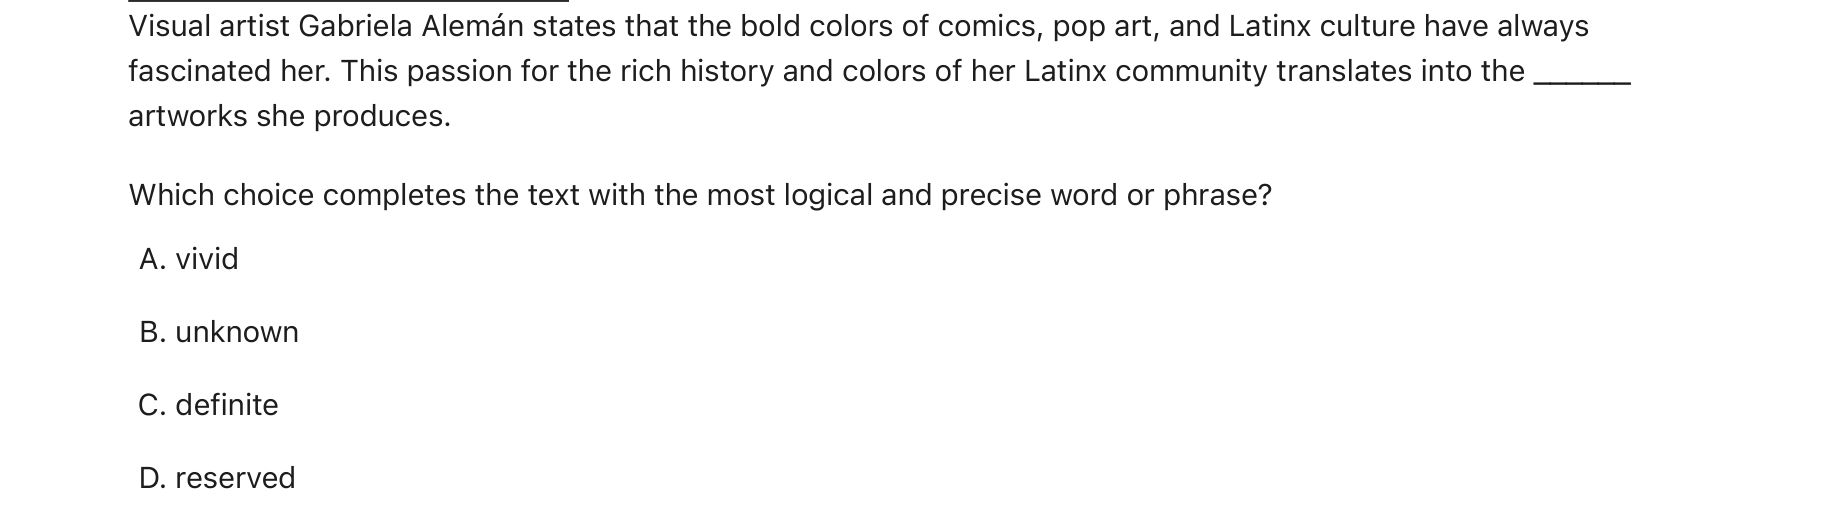 Visual artist Gabriela Alemán states that the bold colors of comics, pop art, and Latinx culture have always
fascinated her. This passion for the rich history and colors of her Latinx community translates into the ______
artworks she produces.
Which choice completes the text with the most logical and precise word or phrase?
A. vivid
B. unknown
C. definite
D. reserved